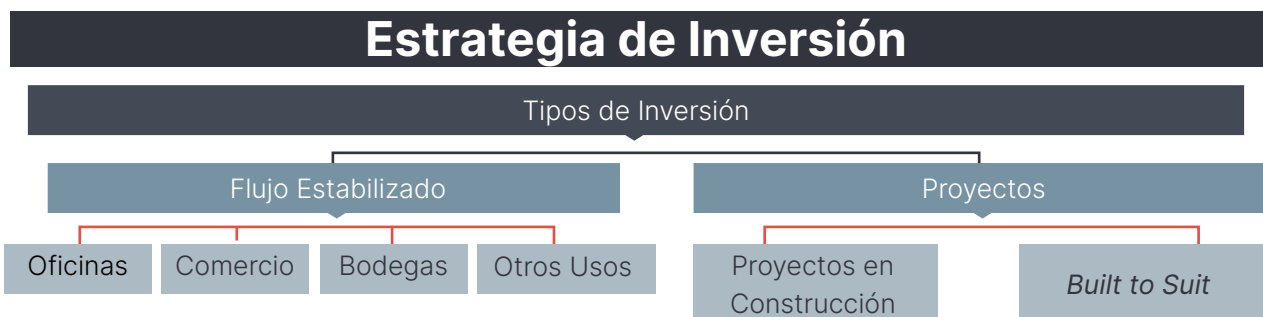 Estrategia de Inversión
Tipos de Inversión
Flujo Estabilizado
Proyectos
Oficinas
Comercio
Bodegas
Otros Usos
Proyectos en
Construcción
Built to Suit